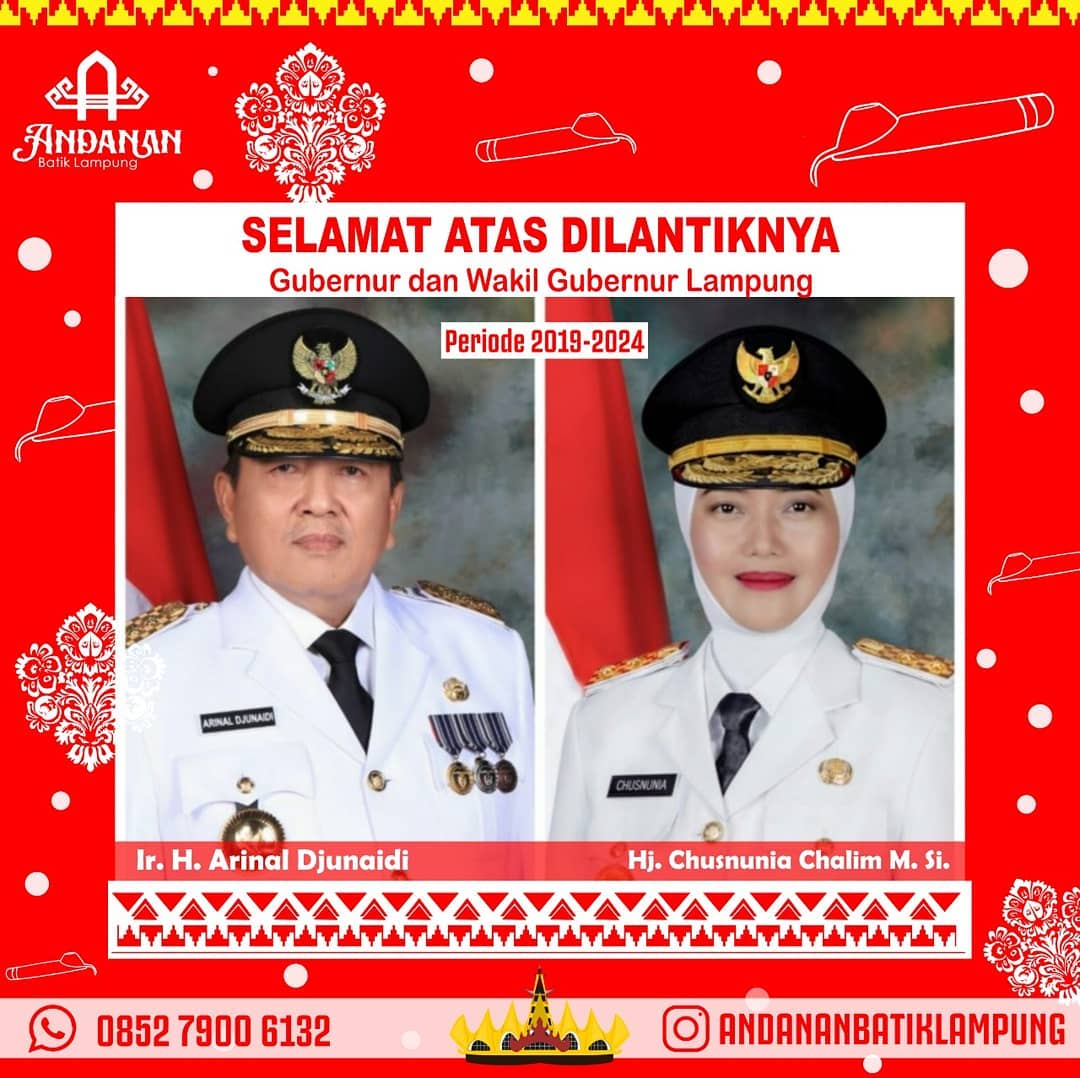 ANDANAN
Batik Lampung
SELAMAT ATAS DILANTIKNYA
Gubernur dan Wakil Gubernur Lampung
Periode 2019-2024
ARINAL DJUNAIDI
CHUSNUNIA
Ir. H. Arinal Djunaidi
Hj. Chusnunia Chalim M. Si.
0852 7900 6132
ANDANANBATIKLAMPUNG